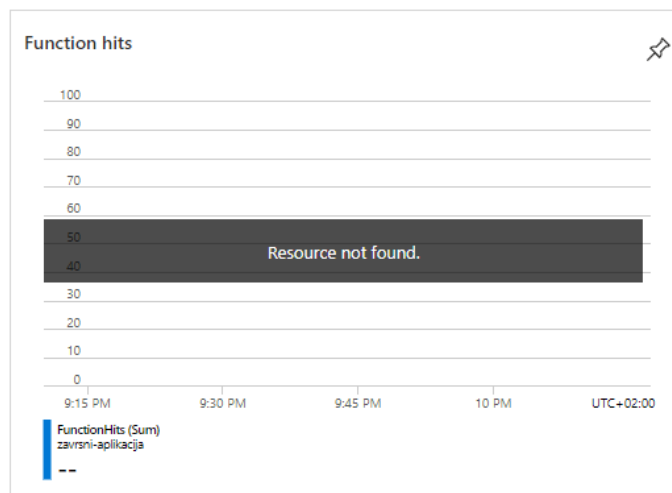 Function hits
100
90
80
70
60
50
Resource not found.
40
30
20
10
0
9:15 PM 9:30 PM 9:45 PM 10 PM UTC+02:00
FunctionHits (Sum)
zavrsni-aplikacija
--